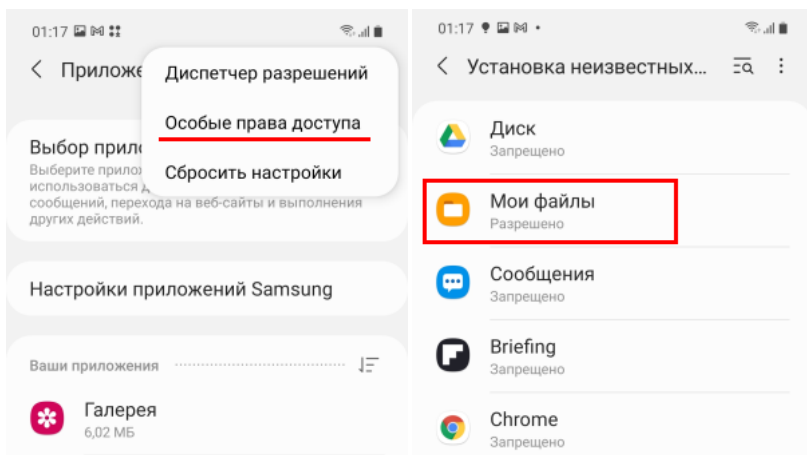 01:17
Приложе
Диспетчер разрешений
Особые права доступа
Сбросить настройки
Выбор прило
Выберите прилож
использоваться д
сообщений, перехода на веб-сайты и выполнения
других действий.
Настройки приложений Samsung
Ваши приложения
Галерея
6,02 МБ
01:17
Установка неизвестных...
Диск
Запрещено
Мои файлы
Разрешено
Сообщения
Запрещено
Briefing
Запрещено
Chrome
Запрещено